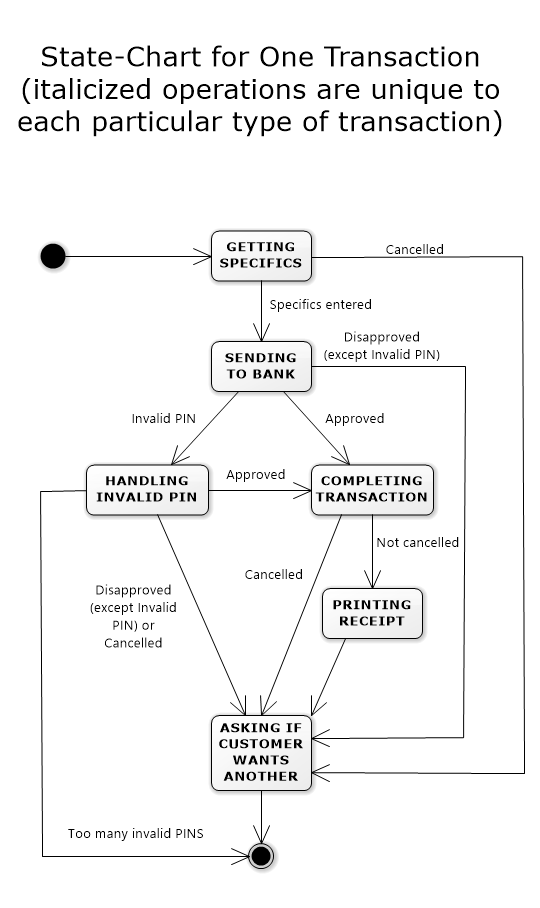 State-Chart for One Transaction
(italicized operations are unique to
each particular type of transaction)
GETTING
SPECIFICS
Cancelled
Specifics entered
Disapproved
(except Invalid PIN)
SENDING
TO BANK
Invalid PIN
Approved
HANDLING
INVALID PIN
Approved
COMPLETING
TRANSACTION
Not cancelled
Cancelled
Disapproved
(except Invalid
PIN) or
Cancelled
PRINTING
RECEIPT
ASKING IF
CUSTOMER
WANTS
ANOTHER
Too many invalid PINS